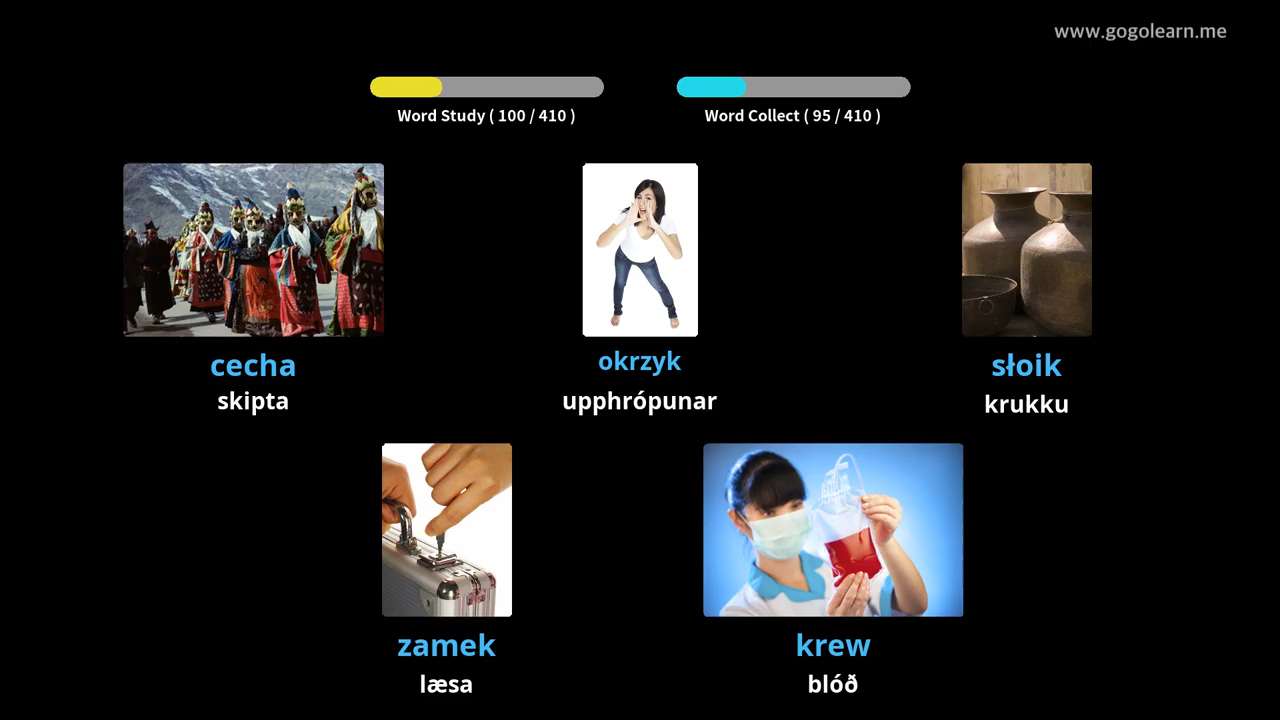 www.gogolearn.me
Word Study ( 100 / 410 )
Word Collect ( 95 / 410 )
cecha
skipta
okrzyk
upphrópunar
słoik
krukku
zamek
læsa
krew
blóð